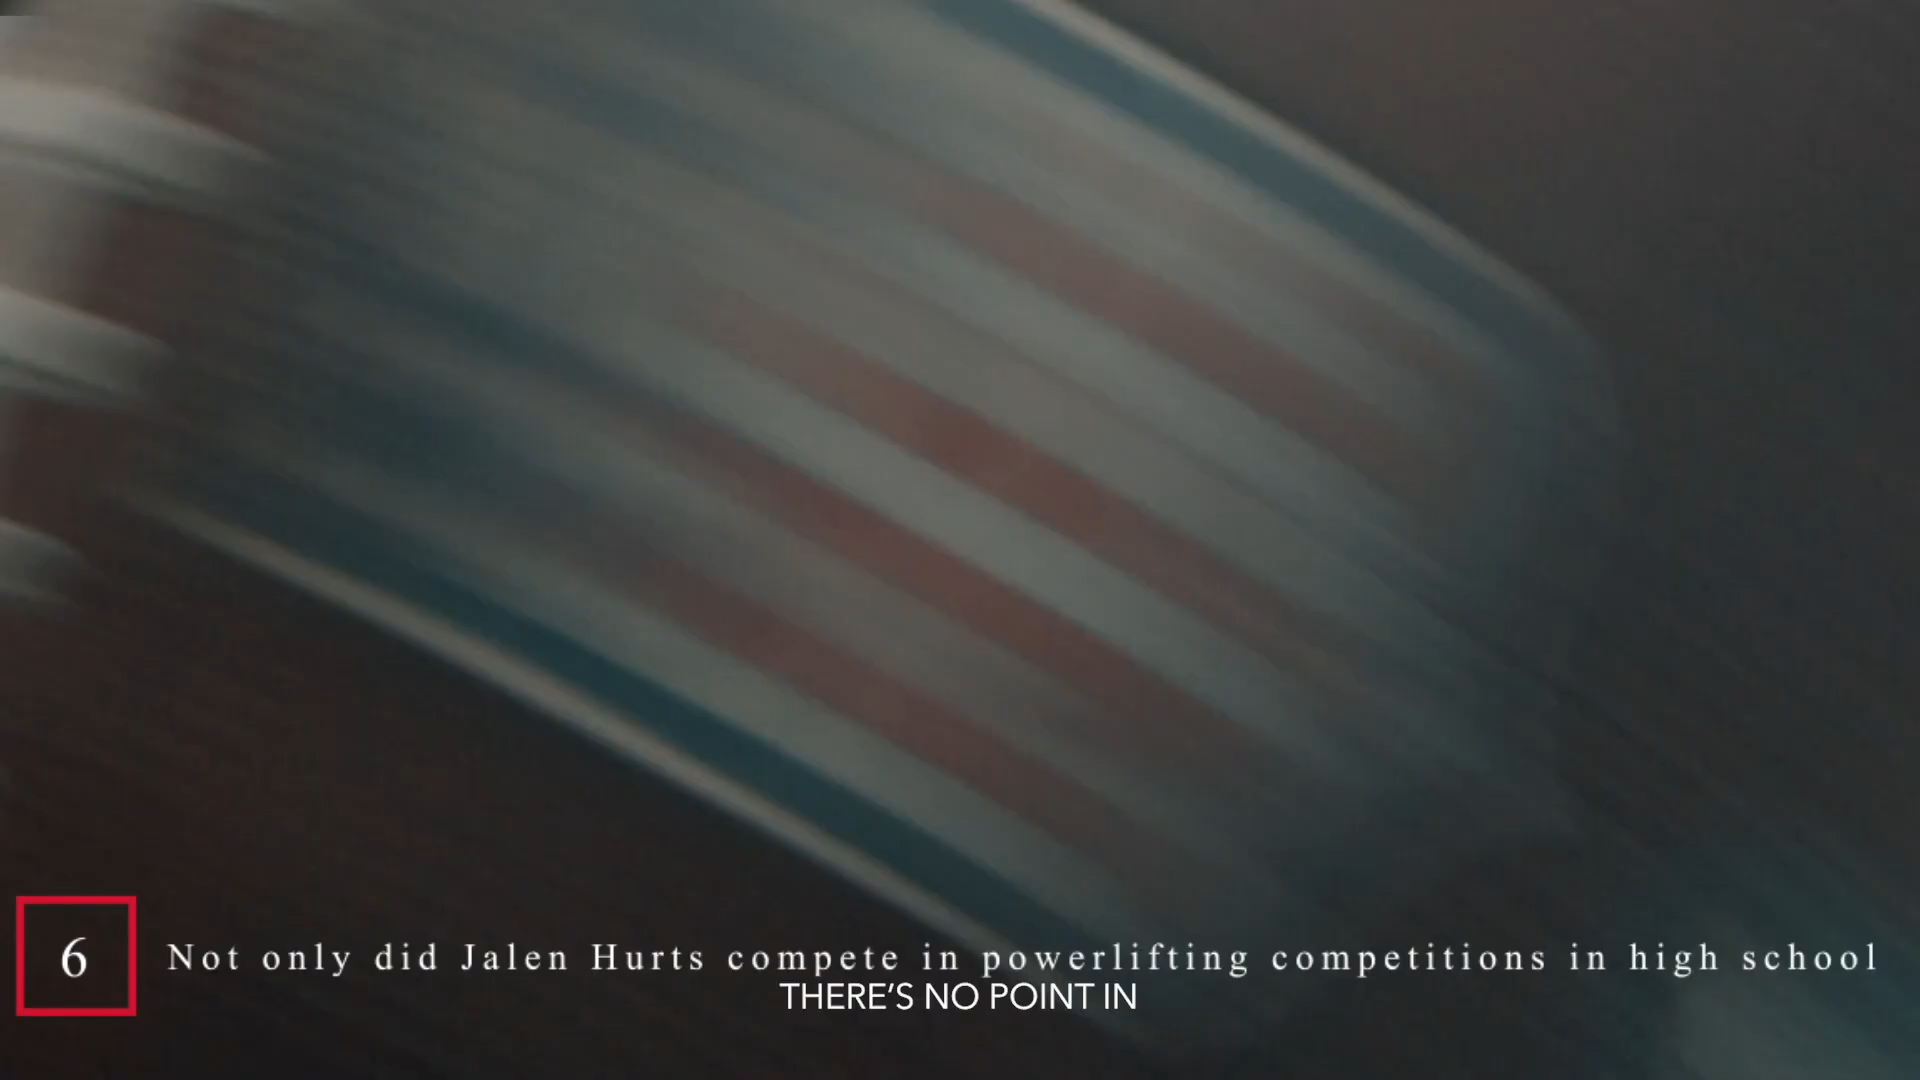 6
Not only did Jalen Hurts compete in powerlifting competitions in high school
THERE’S NO POINT IN